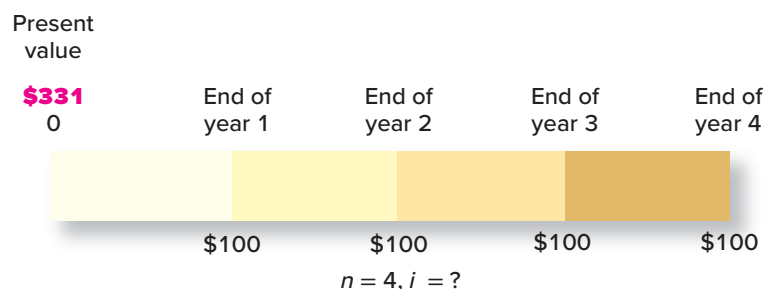 Present
value
$331
0
End of
year 1
End of
year 2
End of
year 3
End of
year 4
$100
$100
$100
$100
n = 4, i = ?